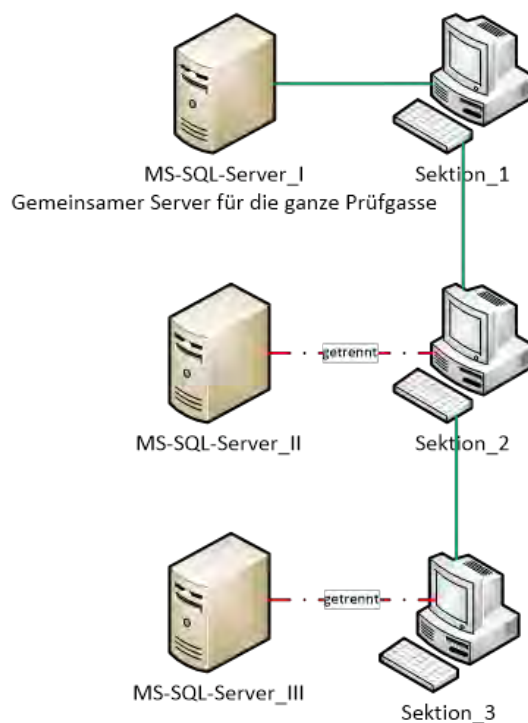 MS-SQL-Server_I
Sektion_1
Gemeinsamer Server für die ganze Prüfgasse
getrennt
MS-SQL-Server_II
Sektion_2
getrennt
MS-SQL-Server_III
Sektion_3